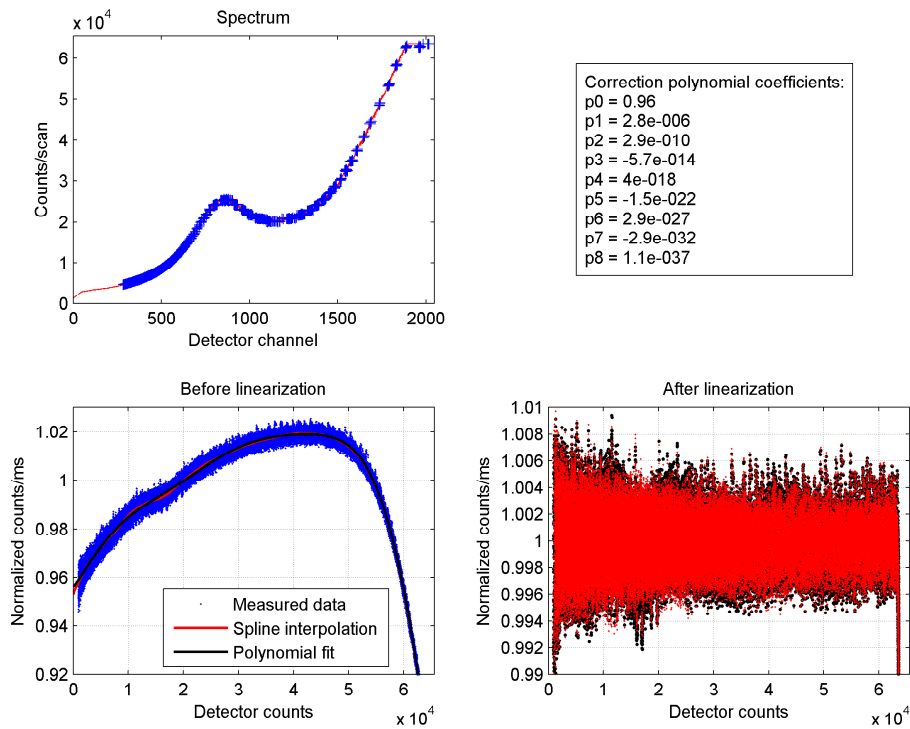 Spectrum
x 10^4
6
5
4
3
2
1
0
Counts/scan
0 500 1000 1500 2000
Detector channel
Correction polynomial coefficients:
p0 = 0.96
p1 = 2.8e-006
p2 = 2.9e-010
p3 = -5.7e-014
p4 = 4e-018
p5 = -1.5e-022
p6 = 2.9e-027
p7 = -2.9e-032
p8 = 1.1e-037
Before linearization
1.02
1
0.98
0.96
0.94
0.92
Normalized counts/ms
Measured data
Spline interpolation
Polynomial fit
0 1 2 3 4 5 6
Detector counts
x 10^4
After linearization
1.01
1.008
1.006
1.004
1.002
1
0.998
0.996
0.994
0.992
0.99
Normalized counts/ms
0 1 2 3 4 5 6
Detector counts
x 10^4